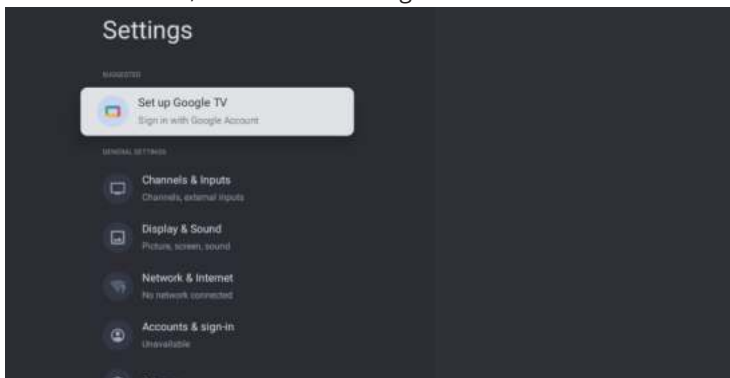 Settings
SUGGESTED
Set up Google TV
Sign in with Google Account
GENERAL SETTINGS
Channels & Inputs
Channels, external inputs
Display & Sound
Picture, screen, sound
Network & Internet
No network connected
Accounts & sign-in
Unavailable